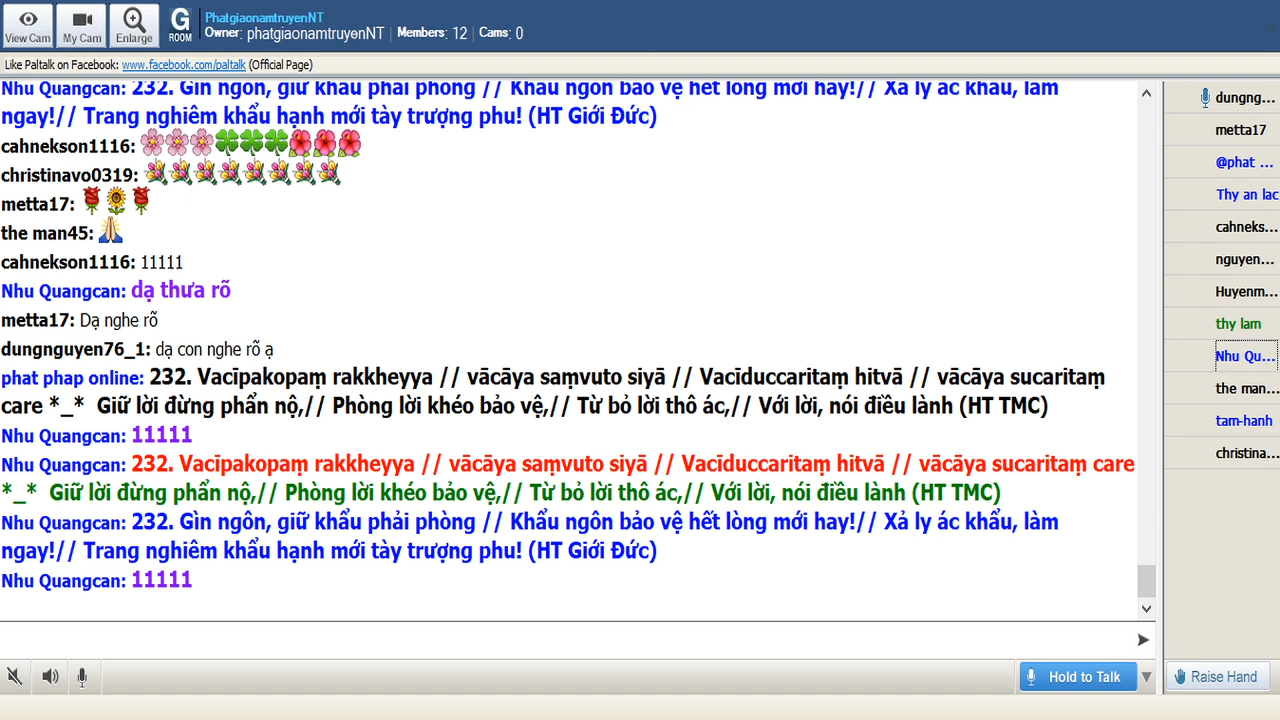 View Cam
My Cam
Enlarge
G
ROOM
PhatgiaonamtruyenNT
Owner: phatgiaonamtruyenNT
Members: 12
Cams: 0
Like Paltalk on Facebook: www.facebook.com/paltalk (Official Page)
Nhu Quangcan: 232. Gìn ngôn, giữ khẩu phải phòng // Khẩu ngôn bảo vệ hết lòng mới hay!// Xả ly ác khẩu, làm
ngay!// Trang nghiêm khẩu hạnh mới tày trượng phu! (HT Giới Đức)
cahnekson1116: 🌸🌸🌸🍀🍀🍀🌺🌺🌺
christinavo0319: 💐💐💐💐💐💐💐💐
metta17: 🌹🌻🌹
the man45: 🙏
cahnekson1116: 11111
Nhu Quangcan: dạ thưa rõ
metta17: Dạ nghe rõ
dungnguyen76_1: dạ con nghe rõ ạ
phat phap online: 232. Vacīpakopaṃ rakkheyya // vācāya saṃvuto siyā // Vacīduccaritaṃ hitvā // vācāya sucaritaṃ
care *_* Giữ lời đừng phẩn nộ,// Phòng lời khéo bảo vệ,// Từ bỏ lời thô ác,// Với lời, nói điều lành (HT TMC)
Nhu Quangcan: 11111
Nhu Quangcan: 232. Vacīpakopaṃ rakkheyya // vācāya saṃvuto siyā // Vacīduccaritaṃ hitvā // vācāya sucaritaṃ care
*_* Giữ lời đừng phẩn nộ,// Phòng lời khéo bảo vệ,// Từ bỏ lời thô ác,// Với lời, nói điều lành (HT TMC)
Nhu Quangcan: 232. Gìn ngôn, giữ khẩu phải phòng // Khẩu ngôn bảo vệ hết lòng mới hay!// Xả ly ác khẩu, làm
ngay!// Trang nghiêm khẩu hạnh mới tày trượng phu! (HT Giới Đức)
Nhu Quangcan: 11111
dungng...
metta17
@phat ...
Thy an lac
cahneks...
nguyen...
Huyenm...
thy lam
Nhu Qu...
the man...
tam-hanh
christina...
Hold to Talk
Raise Hand